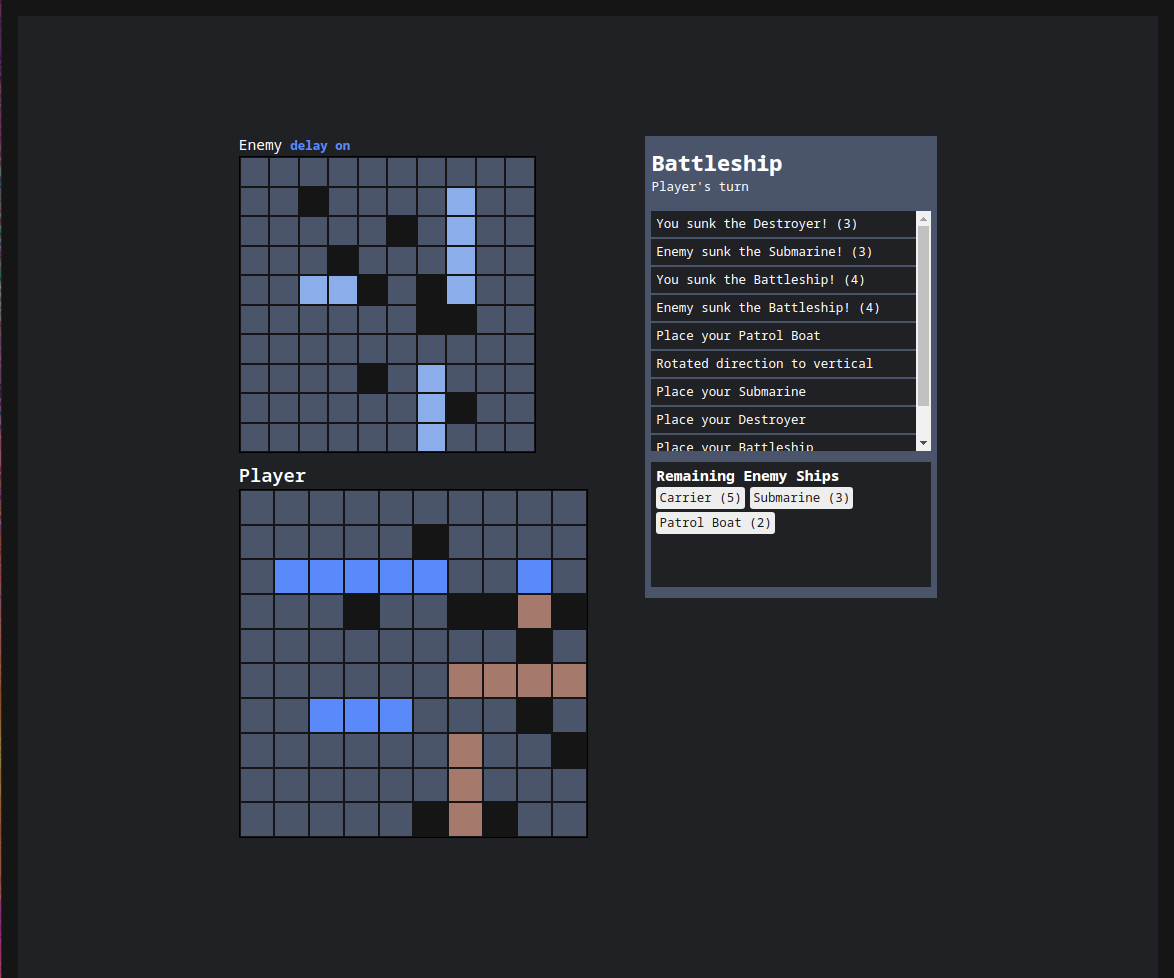 Enemy delay on
Battleship
Player's turn
You sunk the Destroyer! (3)
Enemy sunk the Submarine! (3)
You sunk the Battleship! (4)
Enemy sunk the Battleship! (4)
Place your Patrol Boat
Rotated direction to vertical
Place your Submarine
Place your Destroyer
Place your Battleship
Player
Remaining Enemy Ships
Carrier (5) Submarine (3)
Patrol Boat (2)